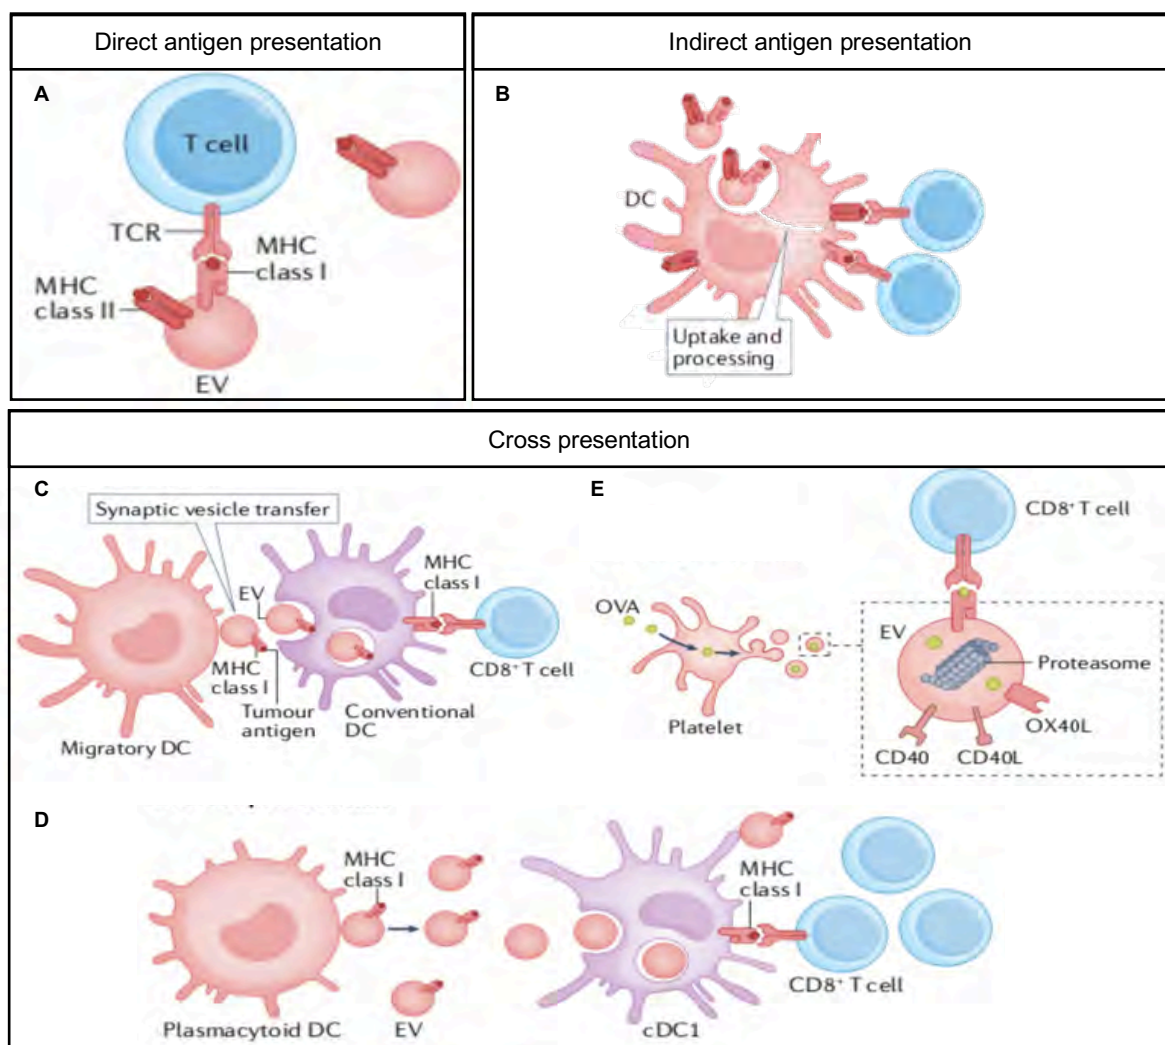 Direct antigen presentation
Indirect antigen presentation
A
T cell
TCR
MHC
class I
MHC
class II
EV
B
DC
Uptake and
processing
Cross presentation
C
Synaptic vesicle transfer
EV
MHC
class I
MHC
class I
Tumour
antigen
Conventional
DC
CD8+ T cell
Migratory DC
E
CD8+ T cell
OVA
EV
Proteasome
Platelet
OX40L
CD40
CD40L
D
MHC
class I
MHC
class I
CD8+ T cell
Plasmacytoid DC
EV
cDC1